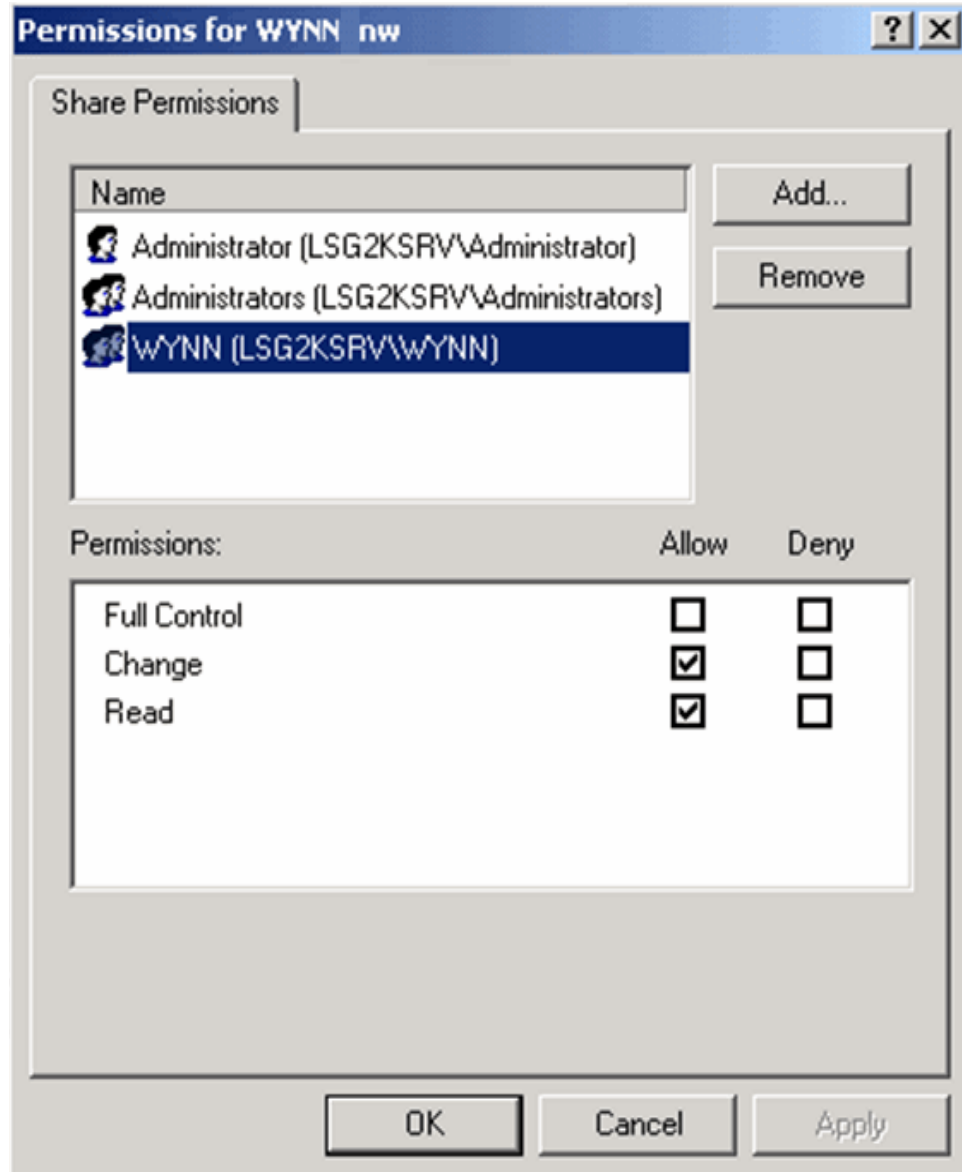 Permissions for WYNN nw
Share Permissions
Name
Add...
Administrator (LSG2KSRV\Administrator)
Administrators (LSG2KSRV\Administrators)
Remove
WYNN (LSG2KSRV\WYNN)
Permissions: Allow Deny
Full Control
Change
Read
OK Cancel Apply